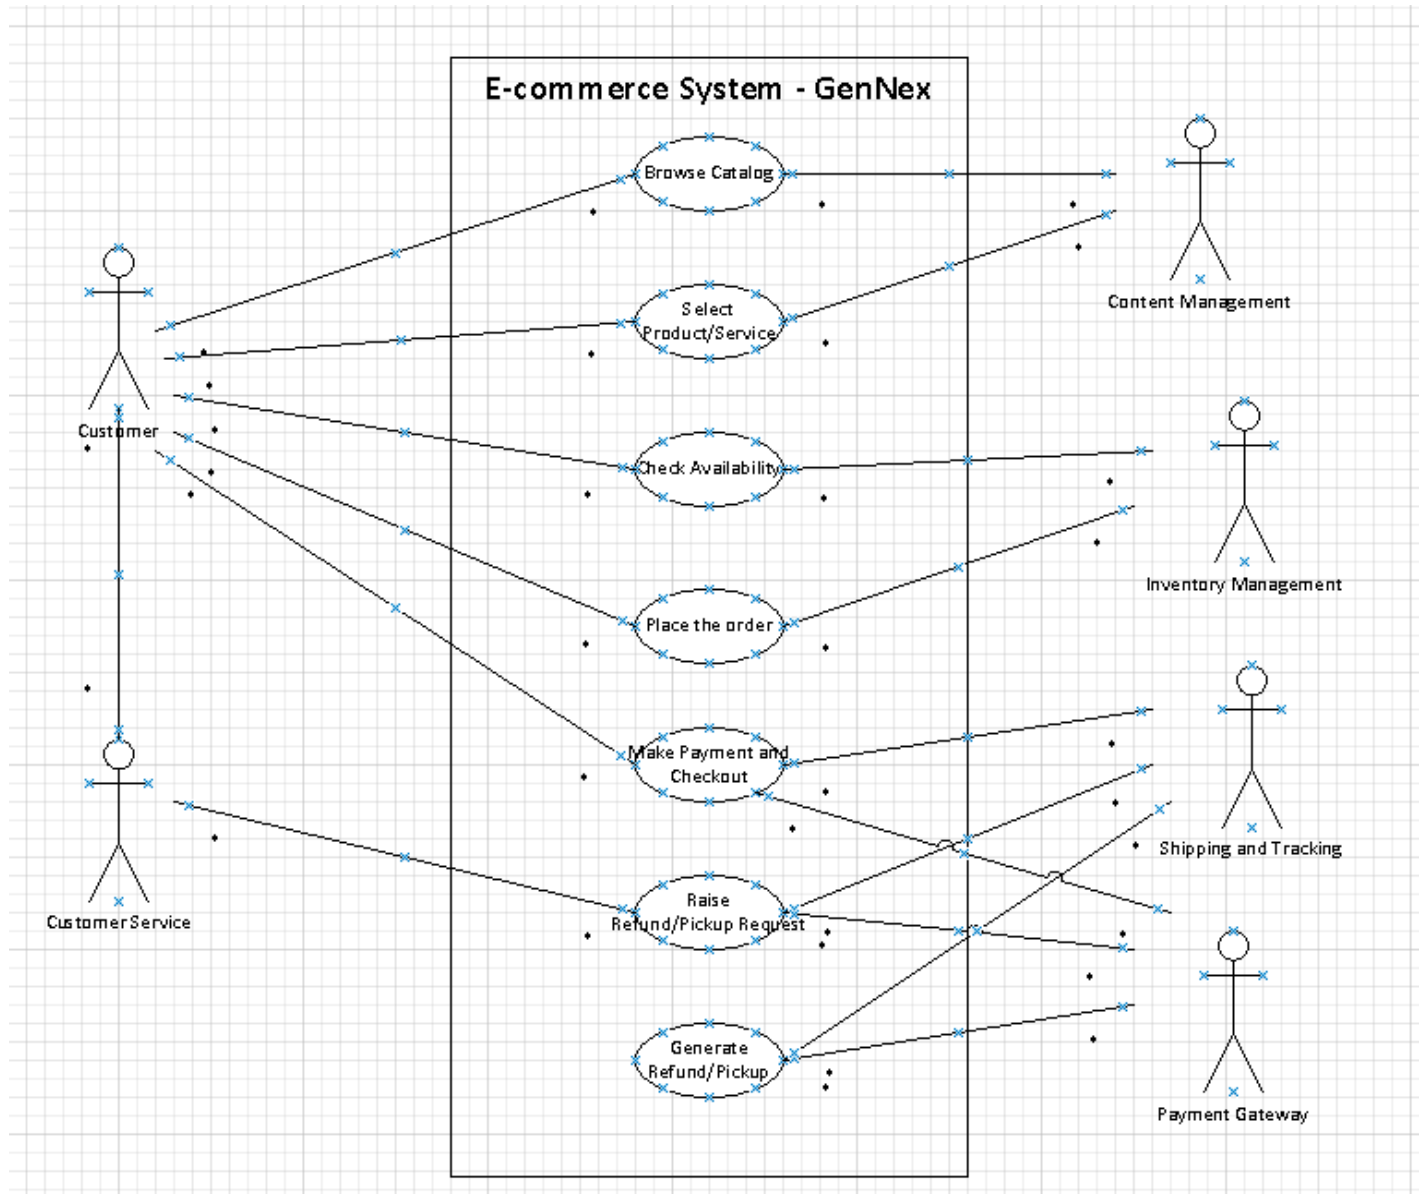 E-commerce System - GenNex
Browse Catalog
Content Management
Select
Product/Service
Customer
Check Availability
Inventory Management
Place the order
Make Payment and
Checkout
Shipping and Tracking
Raise
Refund/Pickup Request
Customer Service
Generate
Refund/Pickup
Payment Gateway